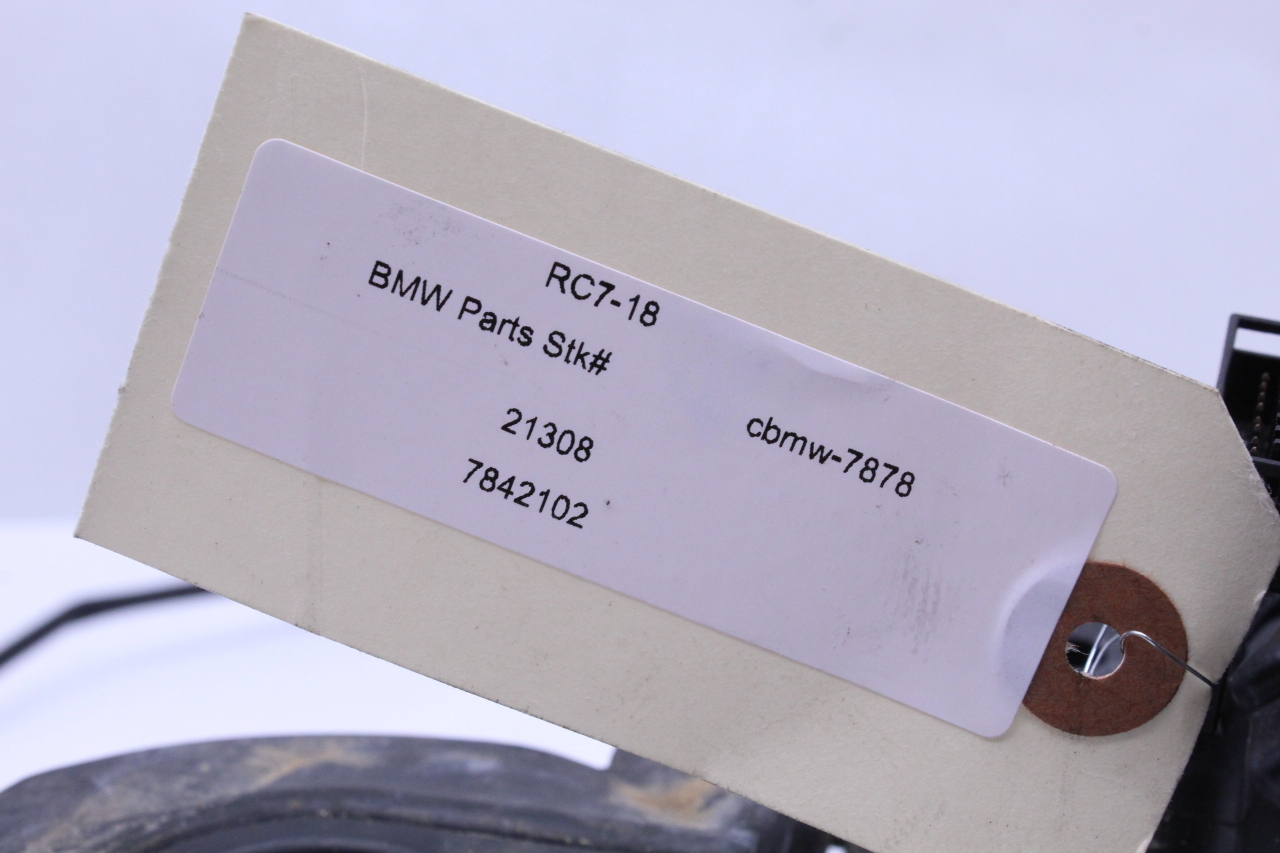 RC7-18
BMW Parts Stk#
21308
cbmw-7878
7842102